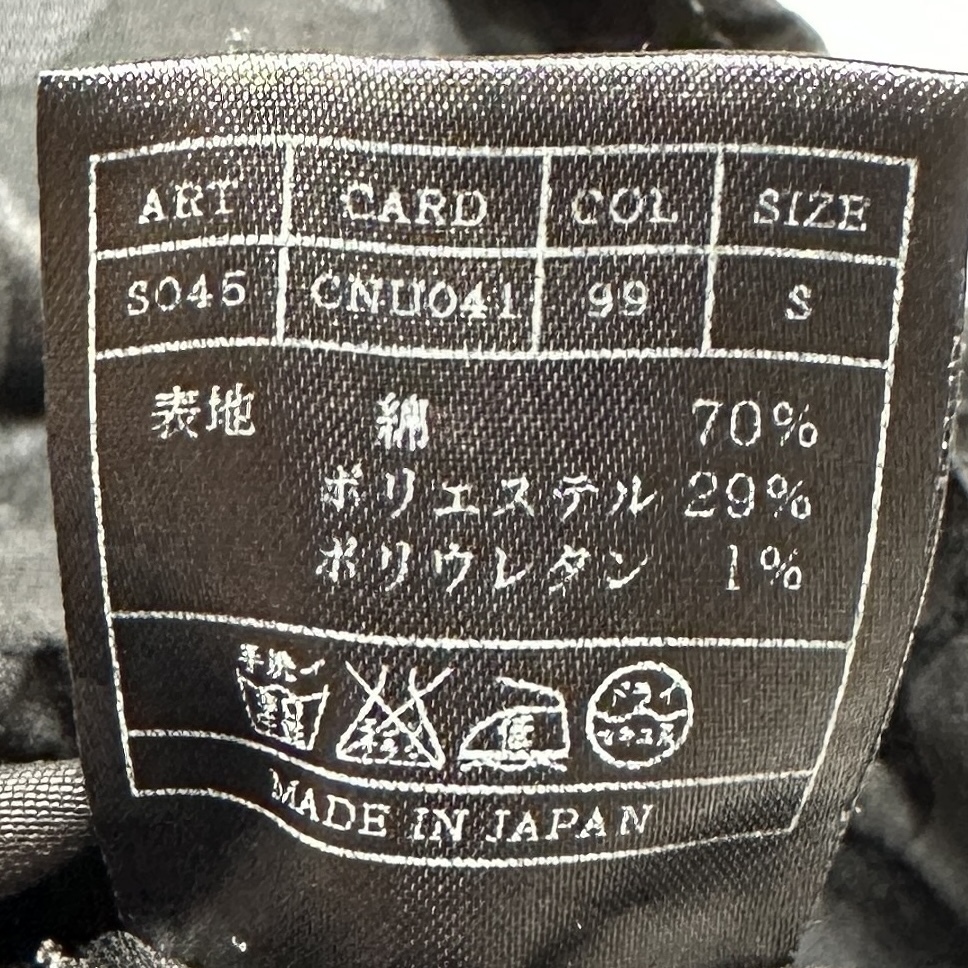 ART CARD COL SIZE
S045 CNU041 99 S
表地 綿 70%
ポリエステル 29%
ポリウレタン 1%
手洗イ
低
ドライ
MADE IN JAPAN